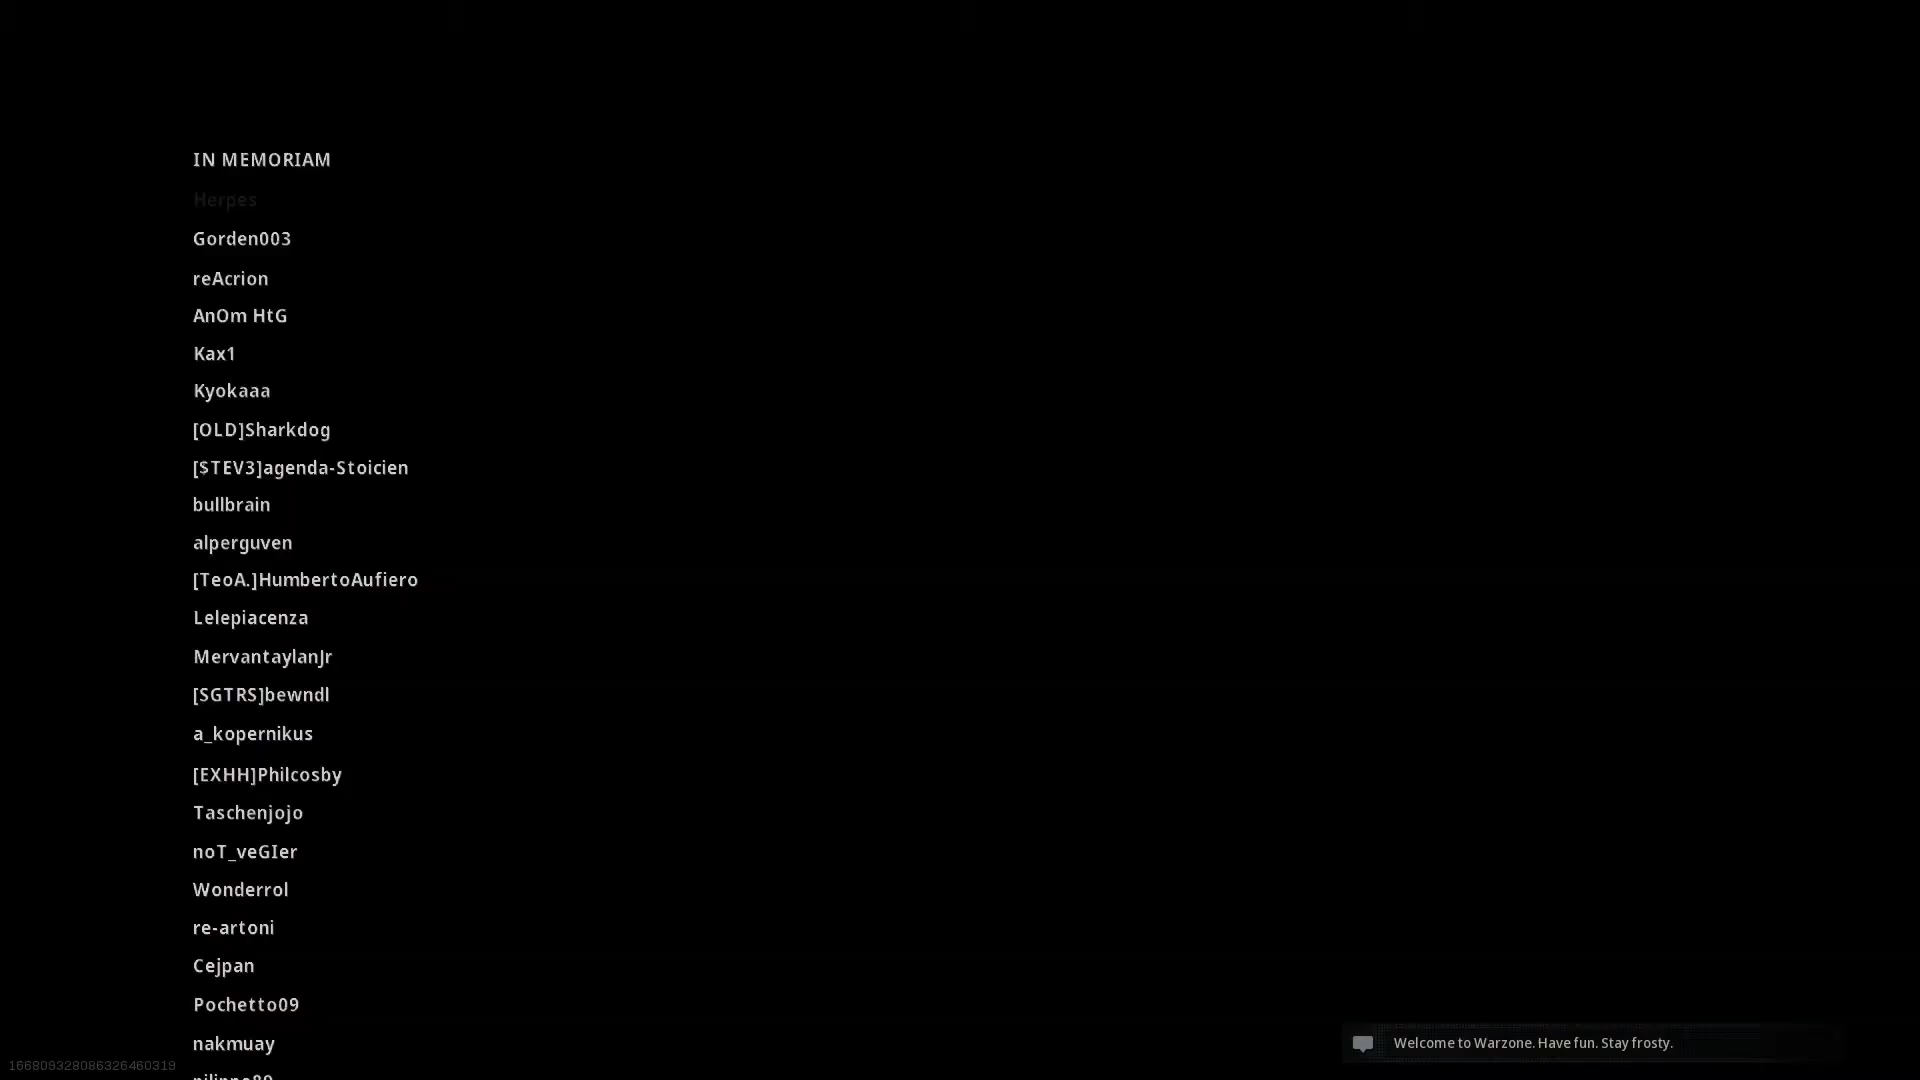 IN MEMORIAM
Herpes
Gorden003
reAcrion
AnOm HtG
Kax1
Kyokaaa
[OLD]Sharkdog
[$TEV3]agenda-Stoicien
bullbrain
alperguven
[TeoA.]HumbertoAufiero
Lelepiacenza
MervantaylanJr
[SGTRS]bewndl
a_kopernikus
[EXHH]Philcosby
Taschenjojo
noT_veGIer
Wonderrol
re-artoni
Cejpan
Pochetto09
nakmuay
Welcome to Warzone. Have fun. Stay frosty.
166809328086326460319